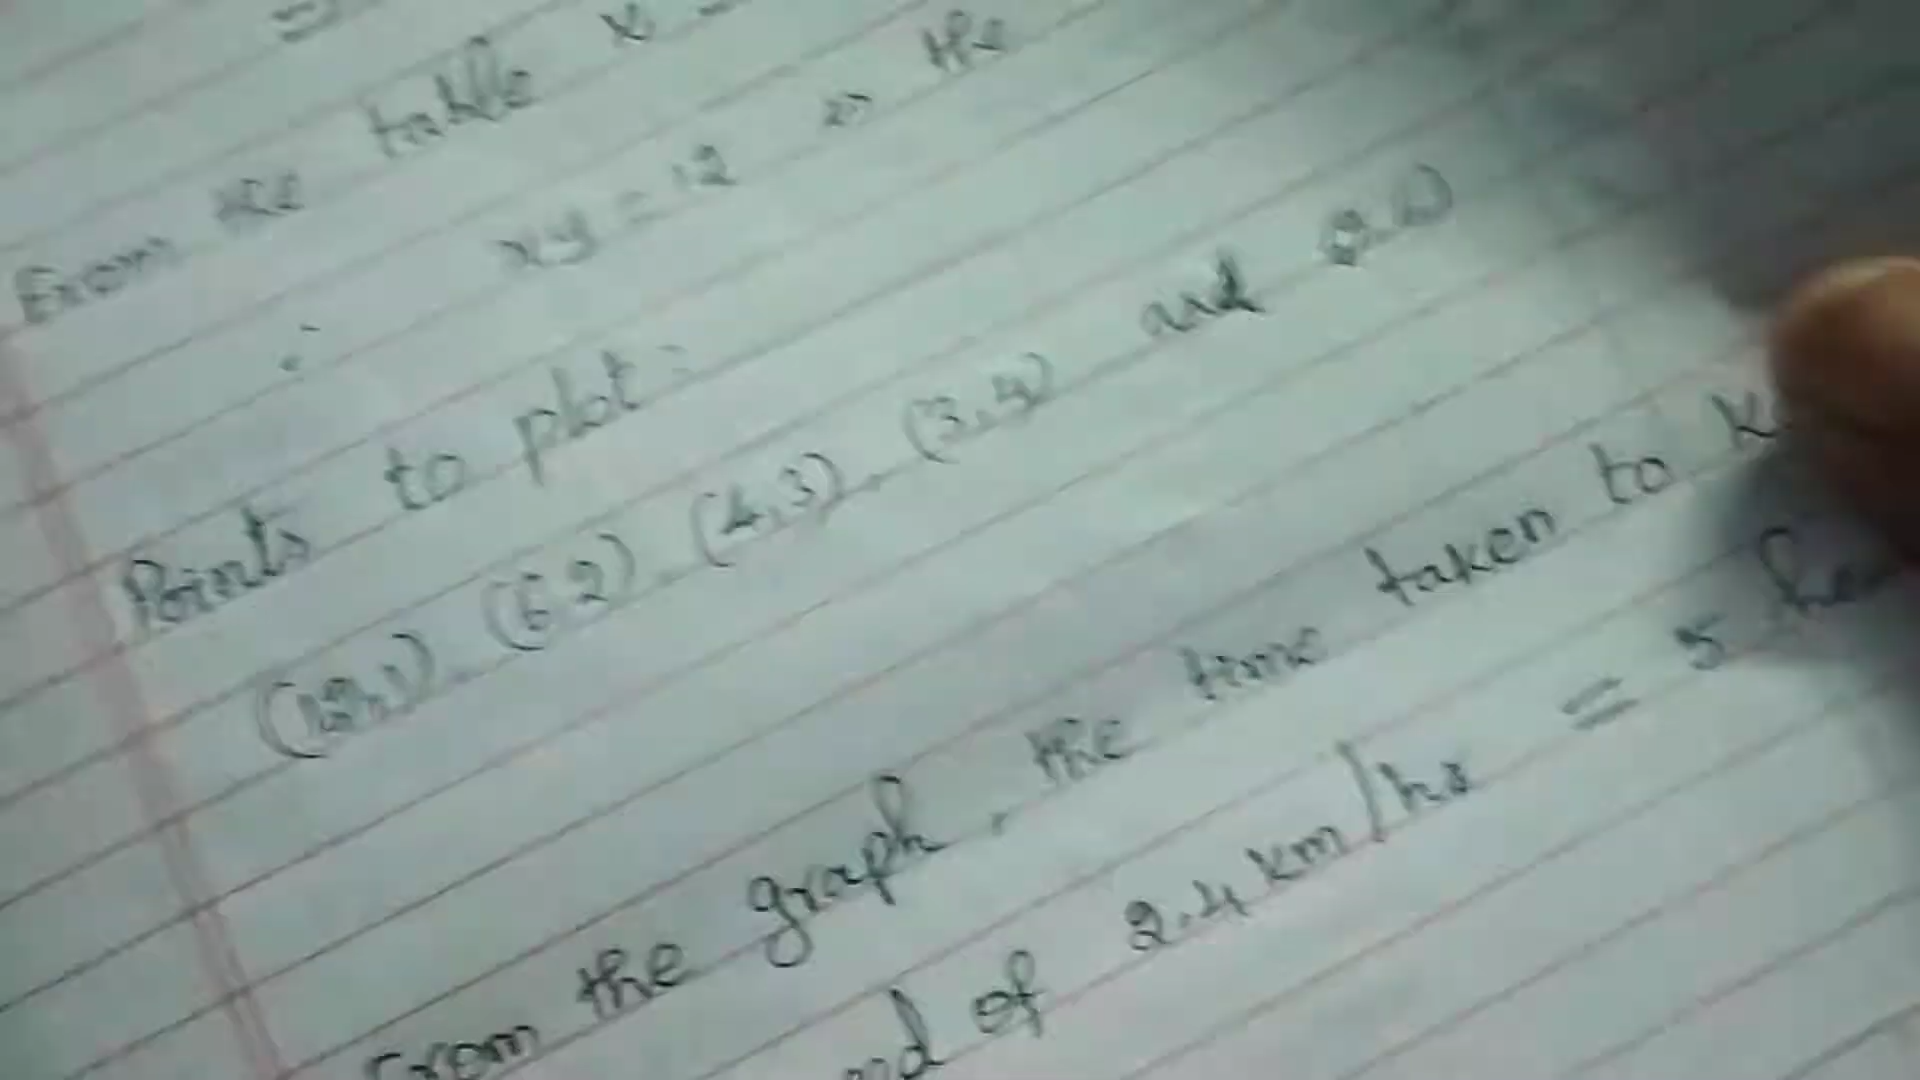 =
From the table x =
∴ xy = 12 is the
Points to plot:
(12,1), (6,2), (4,3), (3,4) and
From the graph, the time taken to
of 2.4 km/hr = 5